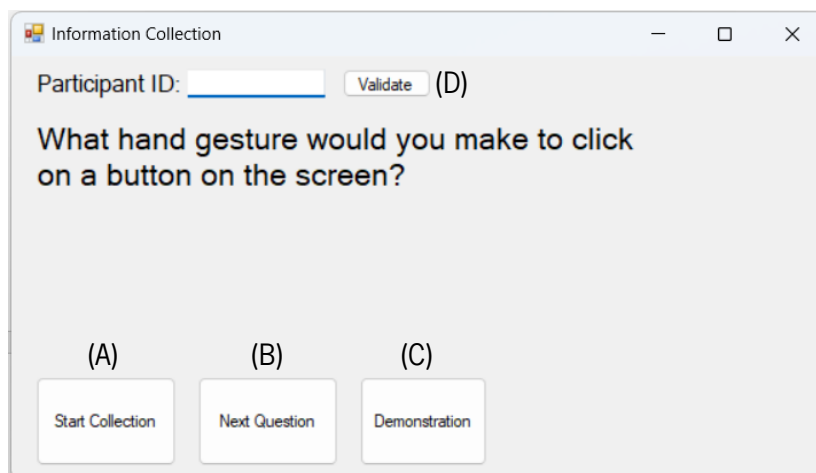 Information Collection
Participant ID: Validate (D)
What hand gesture would you make to click
on a button on the screen?
(A) (B) (C)
Start Collection Next Question Demonstration